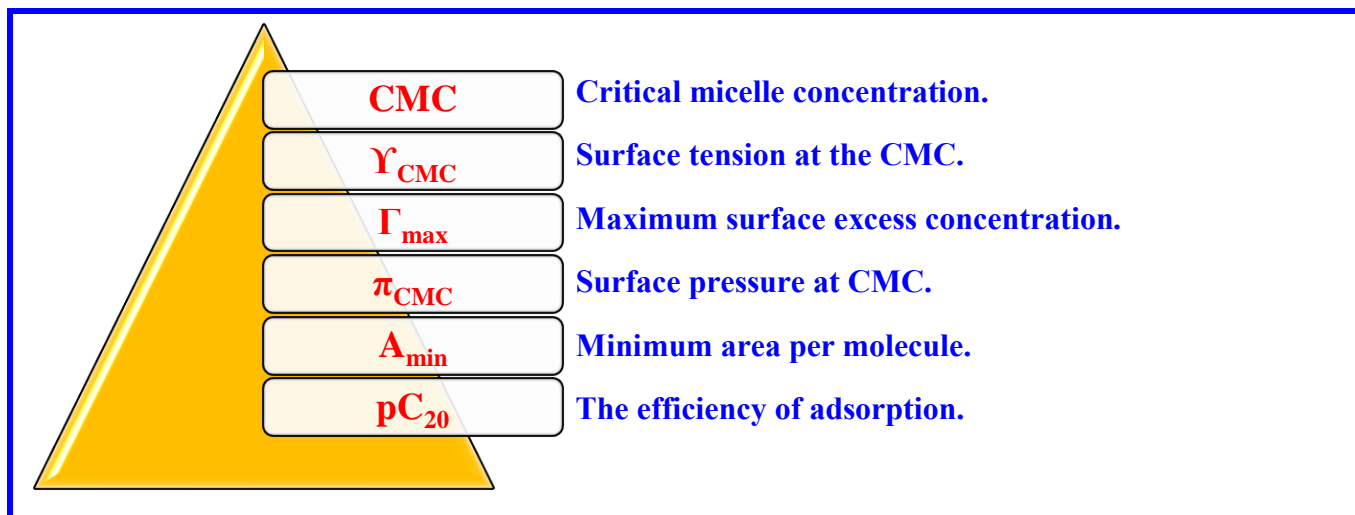 CMC Critical micelle concentration.
ϒCMC Surface tension at the CMC.
Γmax Maximum surface excess concentration.
πCMC Surface pressure at CMC.
Amin Minimum area per molecule.
pC20 The efficiency of adsorption.